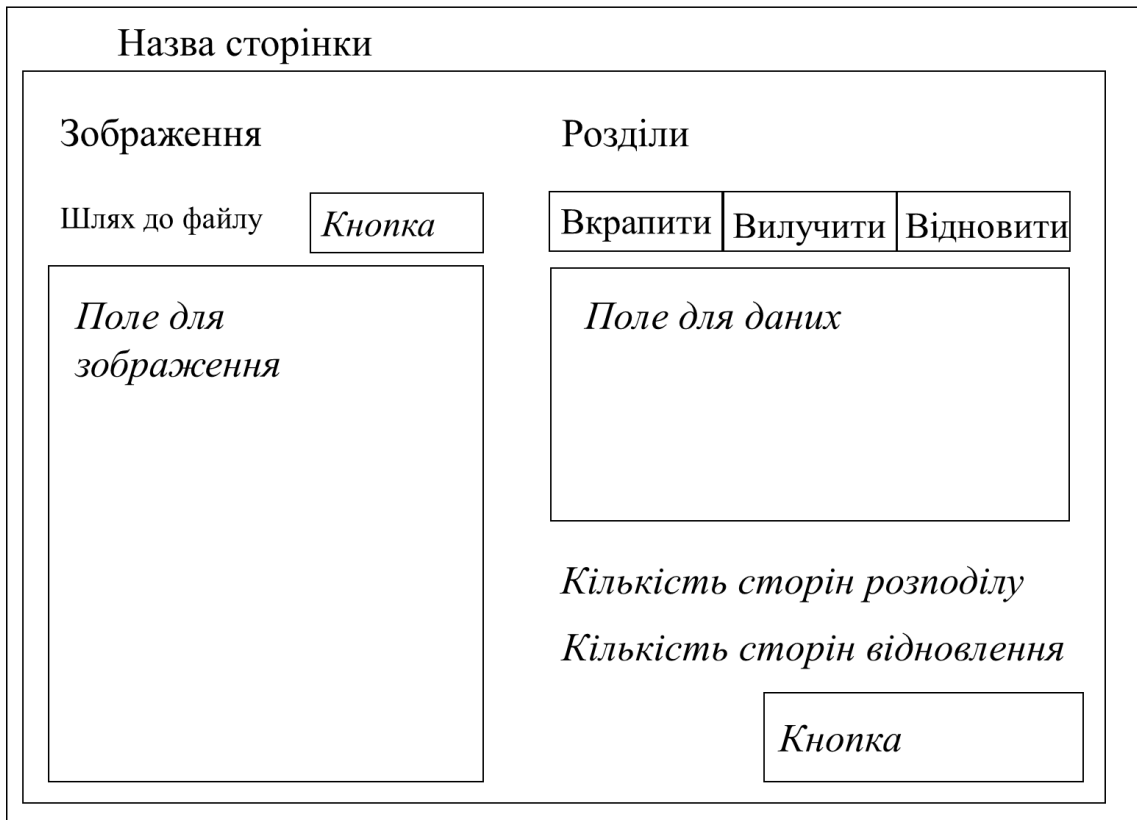 Назва сторінки
Зображення
Шлях до файлу
Кнопка
Поле для
зображення
Розділи
Вкрапити
Вилучити
Відновити
Поле для даних
Кількість сторін розподілу
Кількість сторін відновлення
Кнопка